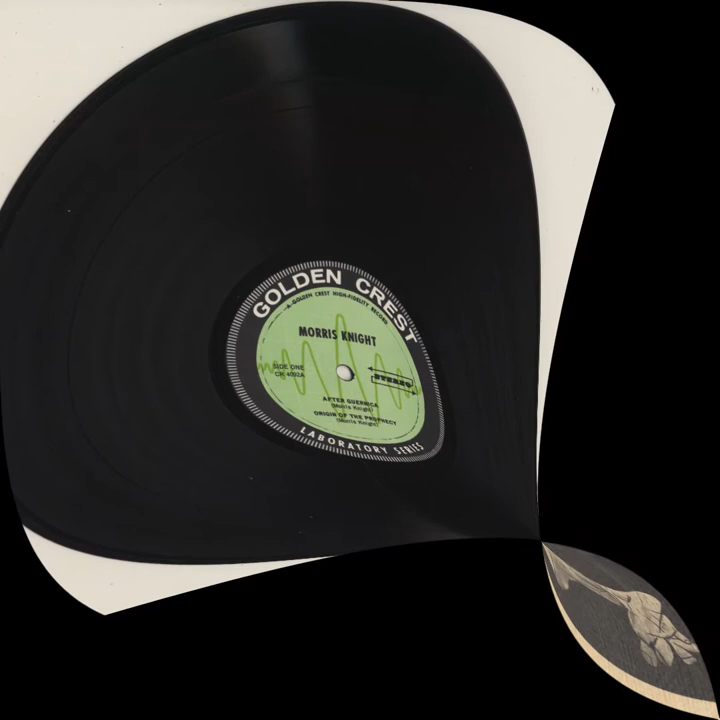 GOLDEN CREST
A GOLDEN CREST HIGH-FIDELITY RECORD
MORRIS KNIGHT
SIDE ONE
STEREO
AFTER GUERNICA
(Morris Knight)
ORIGIN OF THE PROPHECY
(Morris Knight)
LABORATORY SERIES